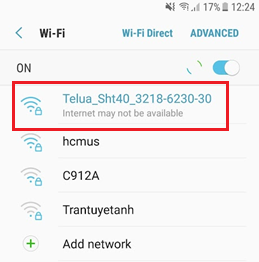 17% 12:24
Wi-Fi Wi-Fi Direct ADVANCED
ON
Telua_Sht40_3218-6230-30
Internet may not be available
hcmus
C912A
Trantuyetanh
Add network